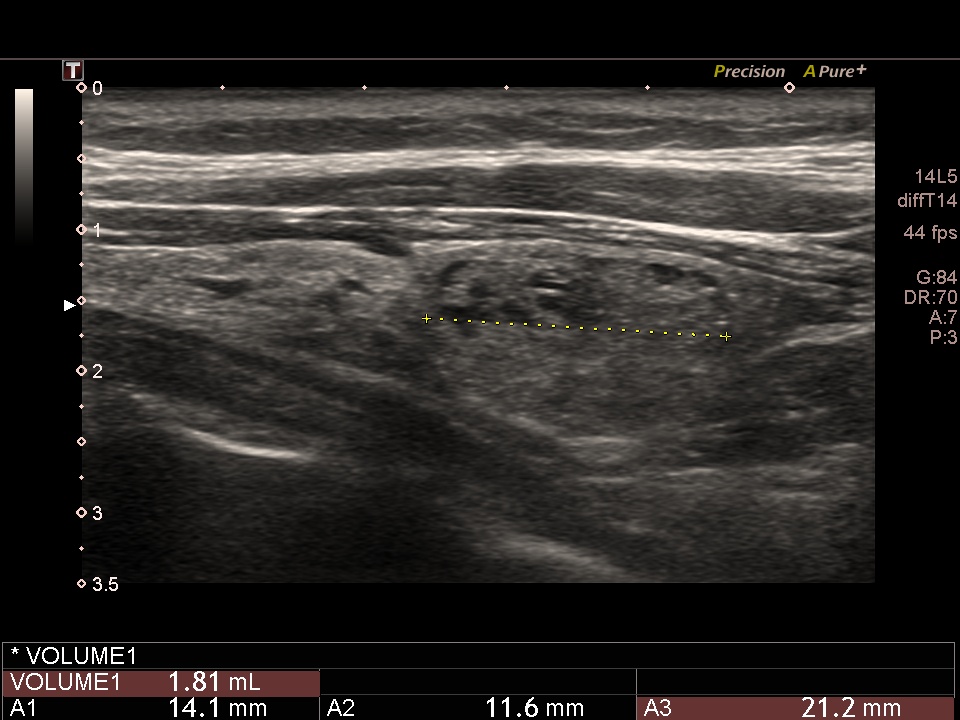 T
Precision A Pure+
0
1
2
3
3.5
14L5
diffT14
44 fps
G:84
DR:70
A:7
P:3
* VOLUME1
VOLUME1 1.81 mL
A1 14.1 mm A2 11.6 mm A3 21.2 mm